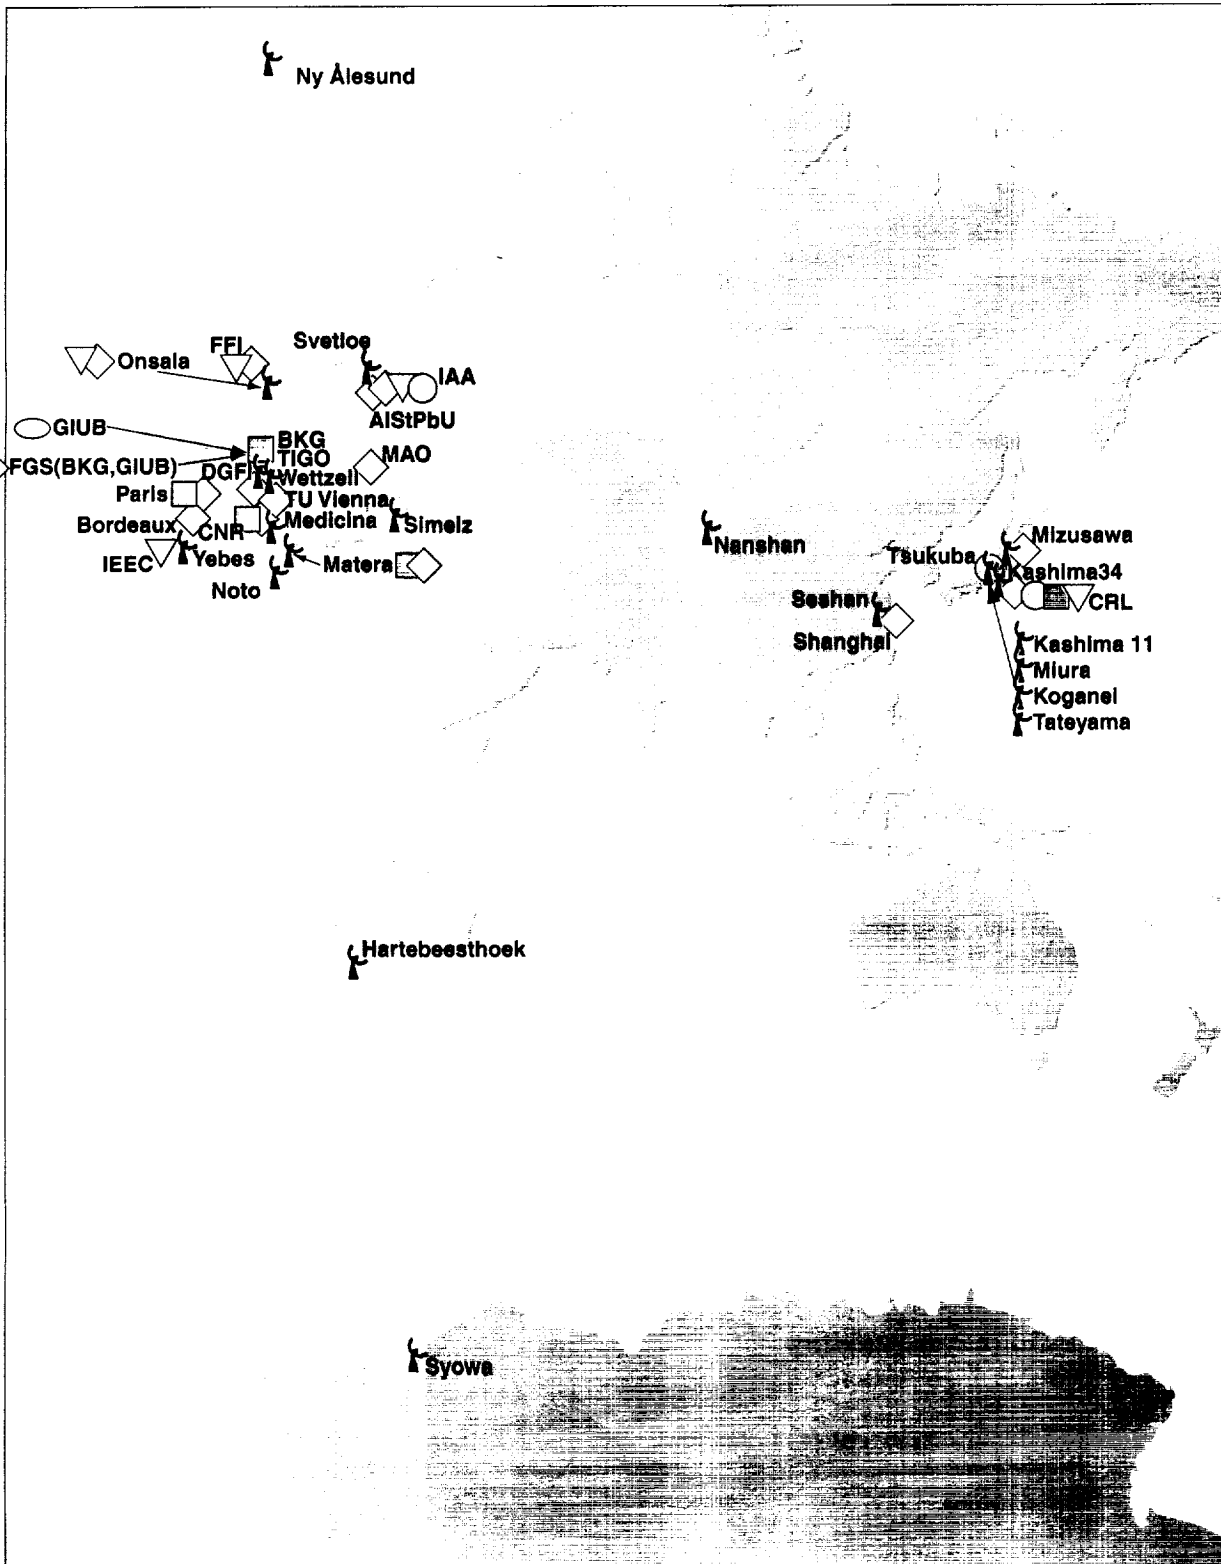 Ny Ålesund
Svetloe
FFI
Onsala
IAA
AIStPbU
GIUB
BKG
TIGO
MAO
FGS(BKG,GIUB)
DGFI
Wettzell
Paris
TU Vienna
Bordeaux
CNR
Medicina
Simeiz
IEEC
Yebes
Matera
Noto
Nanshan
Mizusawa
Tsukuba
Kashima34
CRL
Seshan
Shanghai
Kashima 11
Miura
Koganei
Tateyama
Hartebeesthoek
Syowa